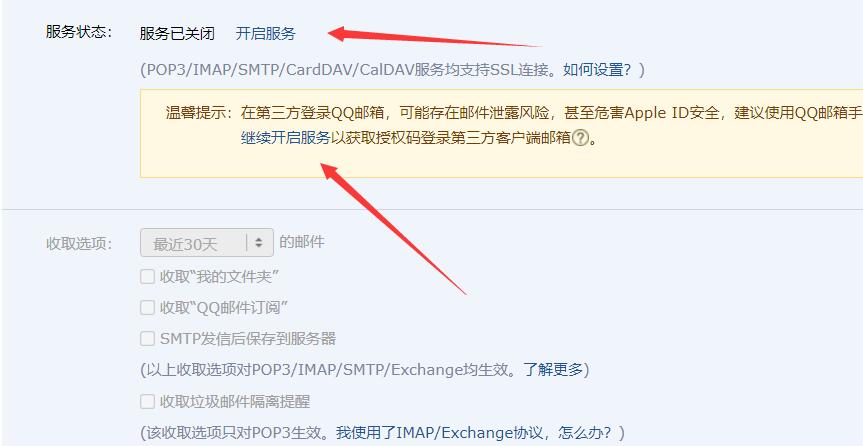 服务状态： 服务已关闭 开启服务
(POP3/IMAP/SMTP/CardDAV/CalDAV服务均支持SSL连接。如何设置？)
温馨提示：在第三方登录QQ邮箱，可能存在邮件泄露风险，甚至危害Apple ID安全，建议使用QQ邮箱手
继续开启服务以获取授权码登录第三方客户端邮箱?。
收取选项： 最近30天 的邮件
收取“我的文件夹”
收取“QQ邮件订阅”
SMTP发信后保存到服务器
(以上收取选项对POP3/IMAP/SMTP/Exchange均生效。了解更多)
收取垃圾邮件隔离提醒
(该收取选项只对POP3生效。我使用了IMAP/Exchange协议，怎么办？)